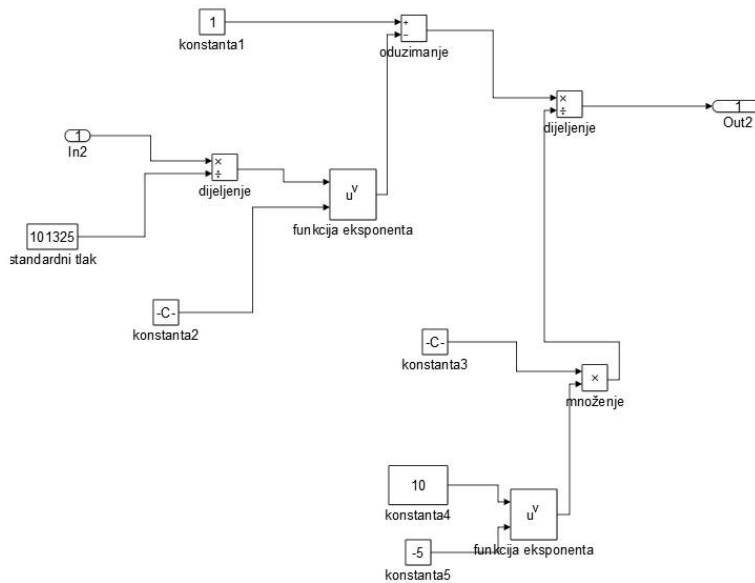 1
konstanta1
+
−
oduzimanje
×
÷
dijeljenje
1
Out2
1
In2
×
÷
dijeljenje
u^v
funkcija eksponenta
101325
standardni tlak
-C-
konstanta2
-C-
konstanta3
×
množenje
10
konstanta4
u^v
funkcija eksponenta
-5
konstanta5